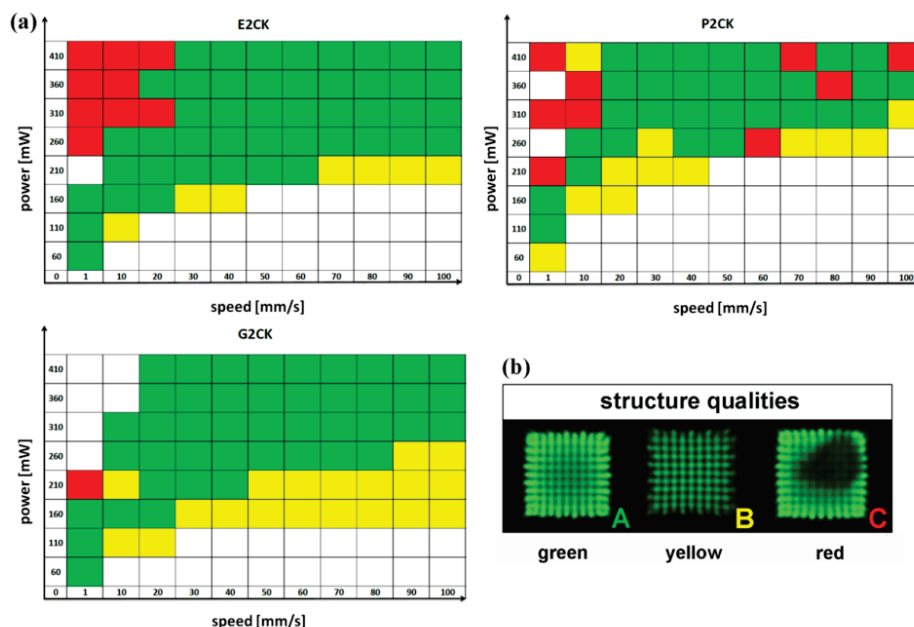 (a)
E2CK
power [mW]
410
360
310
260
210
160
110
60
0 1 10 20 30 40 50 60 70 80 90 100
speed [mm/s]
P2CK
power [mW]
410
360
310
260
210
160
110
60
0 1 10 20 30 40 50 60 70 80 90 100
speed [mm/s]
G2CK
power [mW]
410
360
310
260
210
160
110
60
0 1 10 20 30 40 50 60 70 80 90 100
speed [mm/s]
(b)
structure qualities
A B C
green yellow red